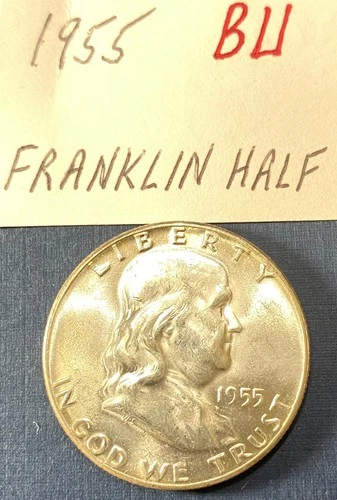 1955 BU
FRANKLIN HALF
LIBERTY
1955
IN GOD WE TRUST